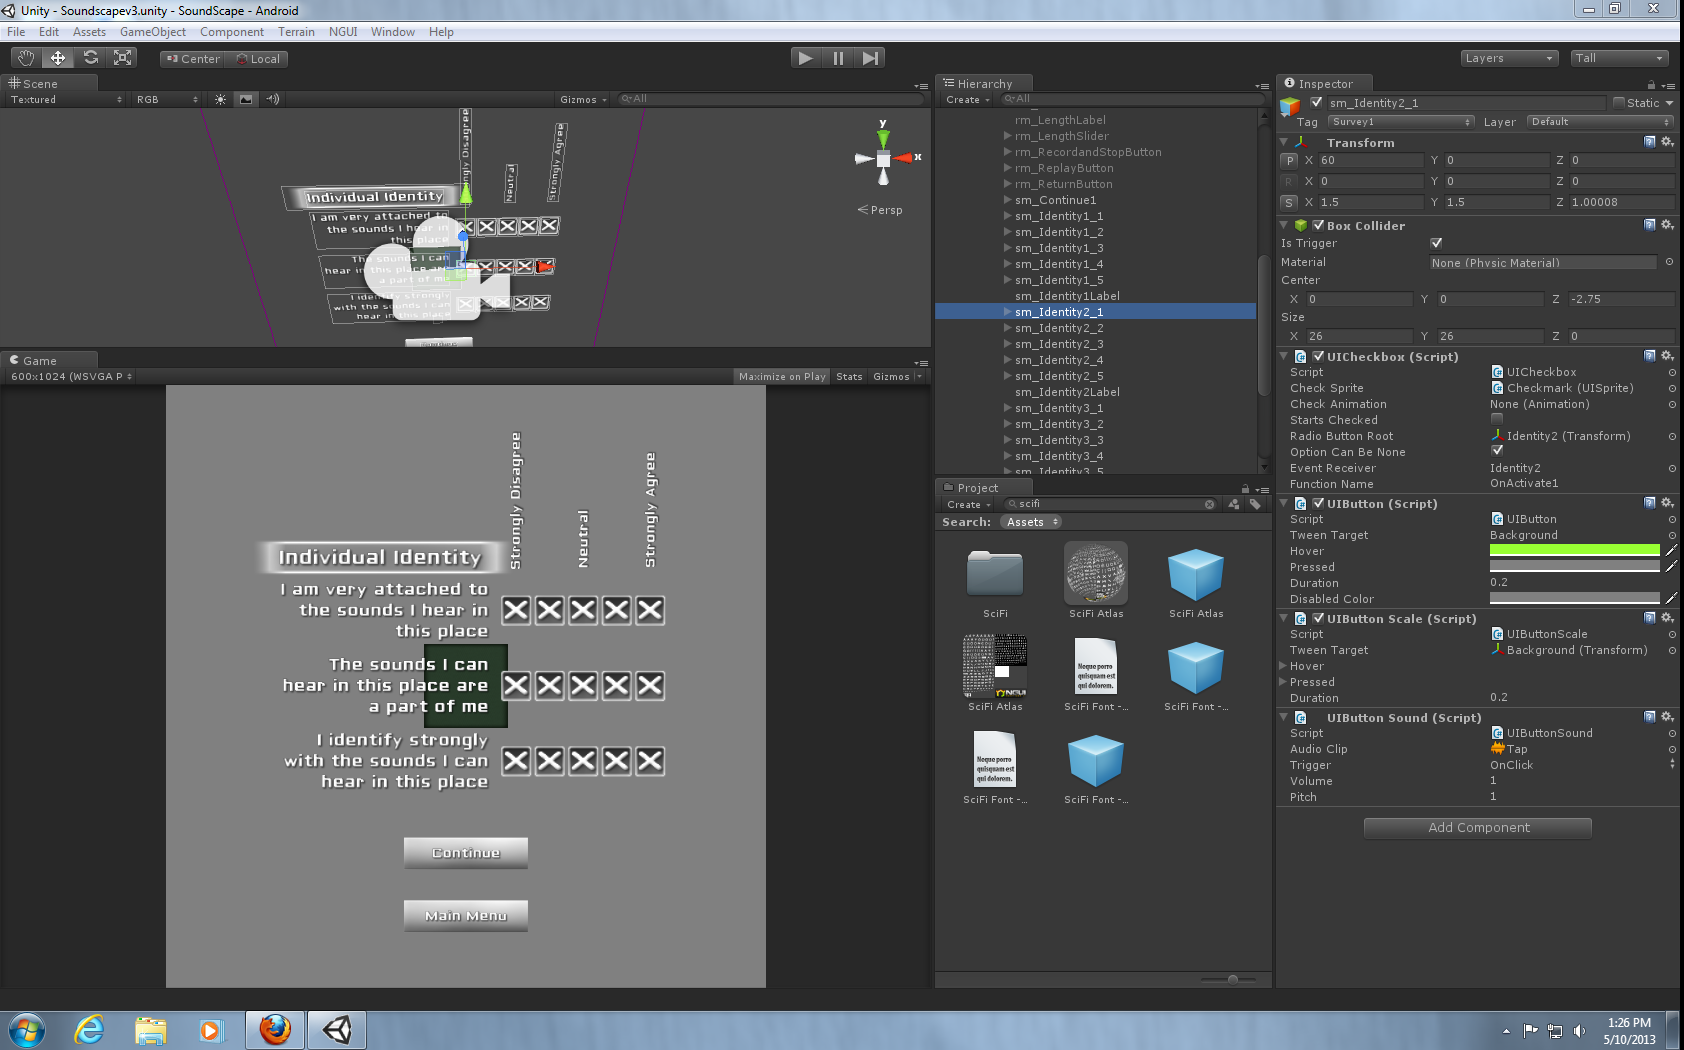 Unity - Soundscapev3.unity - SoundScape - Android
File Edit Assets GameObject Component Terrain NGUI Window Help
Center Local
Layers Tall
Scene
Textured RGB Gizmos All
Strongly Disagree
Neutral
Strongly Agree
Individual Identity
I am very attached to
the sounds I hear in
this place
The sounds I can
hear in this place are
a part of me
I identify strongly
with the sounds I can
hear in this place
y
x
Persp
Game
600x1024 (WSVGA P Maximize on Play Stats Gizmos
Strongly Disagree
Neutral
Strongly Agree
Individual Identity
I am very attached to
the sounds I hear in
this place
The sounds I can
hear in this place are
a part of me
I identify strongly
with the sounds I can
hear in this place
Continue
Main Menu
Hierarchy
Create All
rm_LengthLabel
rm_LengthSlider
rm_RecordandStopButton
rm_ReplayButton
rm_ReturnButton
sm_Continue1
sm_Identity1_1
sm_Identity1_2
sm_Identity1_3
sm_Identity1_4
sm_Identity1_5
sm_Identity1Label
sm_Identity2_1
sm_Identity2_2
sm_Identity2_3
sm_Identity2_4
sm_Identity2_5
sm_Identity2Label
sm_Identity3_1
sm_Identity3_2
sm_Identity3_3
sm_Identity3_4
sm_Identity3_5
Project
Create scifi
Search: Assets
SciFi SciFi Atlas SciFi Atlas
Neque porro
quisquam est
qui dolorem.
NGUI
SciFi Atlas SciFi Font -... SciFi Font -...
Neque porro
quisquam est
qui dolorem.
SciFi Font -... SciFi Font -...
Inspector
sm_Identity2_1 Static
Tag Survey1 Layer Default
Transform
P X 60 Y 0 Z 0
R X 0 Y 0 Z 0
S X 1.5 Y 1.5 Z 1.00008
Box Collider
Is Trigger
Material None (Physic Material)
Center
X 0 Y 0 Z -2.75
Size
X 26 Y 26 Z 0
UICheckbox (Script)
Script UICheckbox
Check Sprite Checkmark (UISprite)
Check Animation None (Animation)
Starts Checked
Radio Button Root Identity2 (Transform)
Option Can Be None
Event Receiver Identity2
Function Name OnActivate1
UIButton (Script)
Script UIButton
Tween Target Background
Hover
Pressed
Duration 0.2
Disabled Color
UIButton Scale (Script)
Script UIButtonScale
Tween Target Background (Transform)
Hover
Pressed
Duration 0.2
UIButton Sound (Script)
Script UIButtonSound
Audio Clip Tap
Trigger OnClick
Volume 1
Pitch 1
Add Component
1:26 PM
5/10/2013